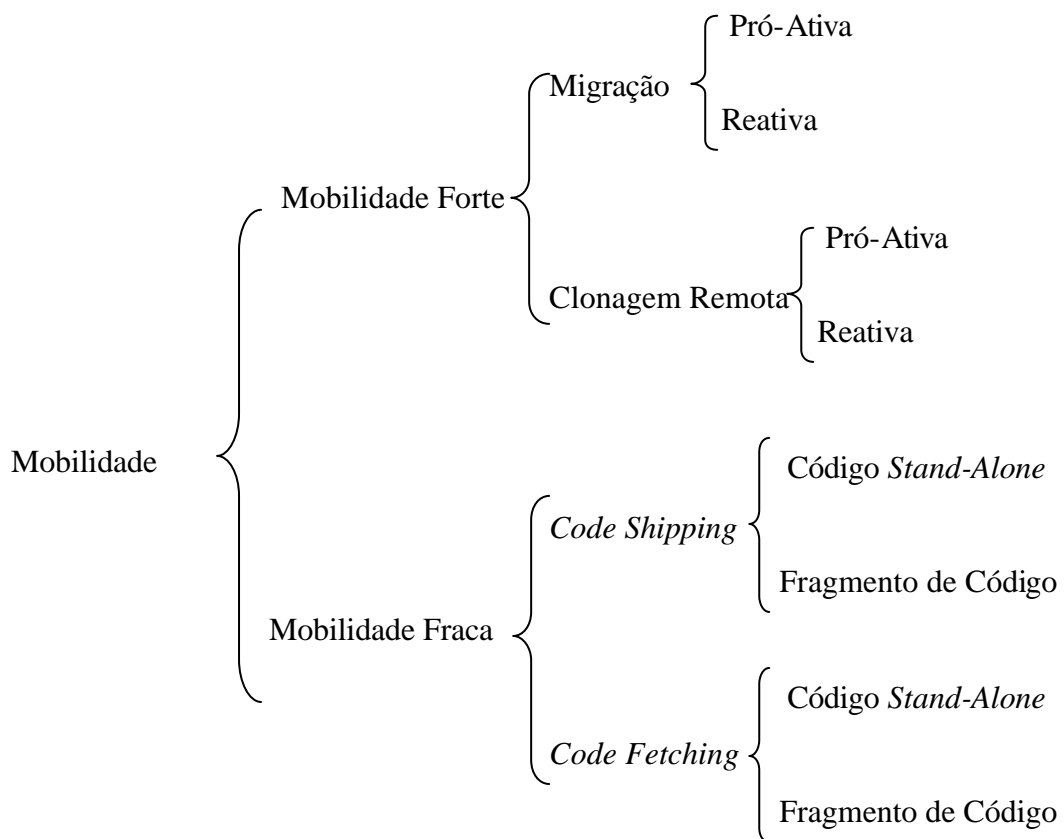 Pró-Ativa
Migração
Reativa
Mobilidade Forte
Pró-Ativa
Clonagem Remota
Reativa
Mobilidade
Código Stand-Alone
Code Shipping
Fragmento de Código
Mobilidade Fraca
Código Stand-Alone
Code Fetching
Fragmento de Código